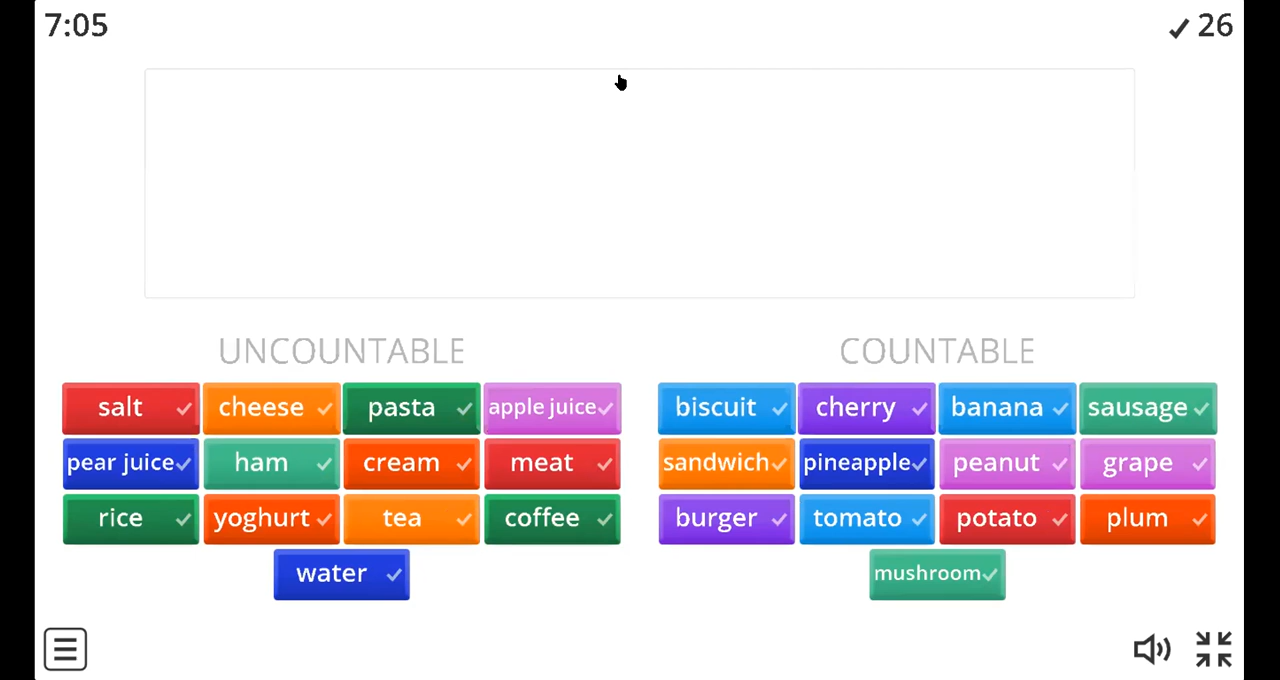 7:05
26
UNCOUNTABLE
COUNTABLE
salt cheese pasta apple juice
pear juice ham cream meat
rice yoghurt tea coffee
water
biscuit cherry banana sausage
sandwich pineapple peanut grape
burger tomato potato plum
mushroom